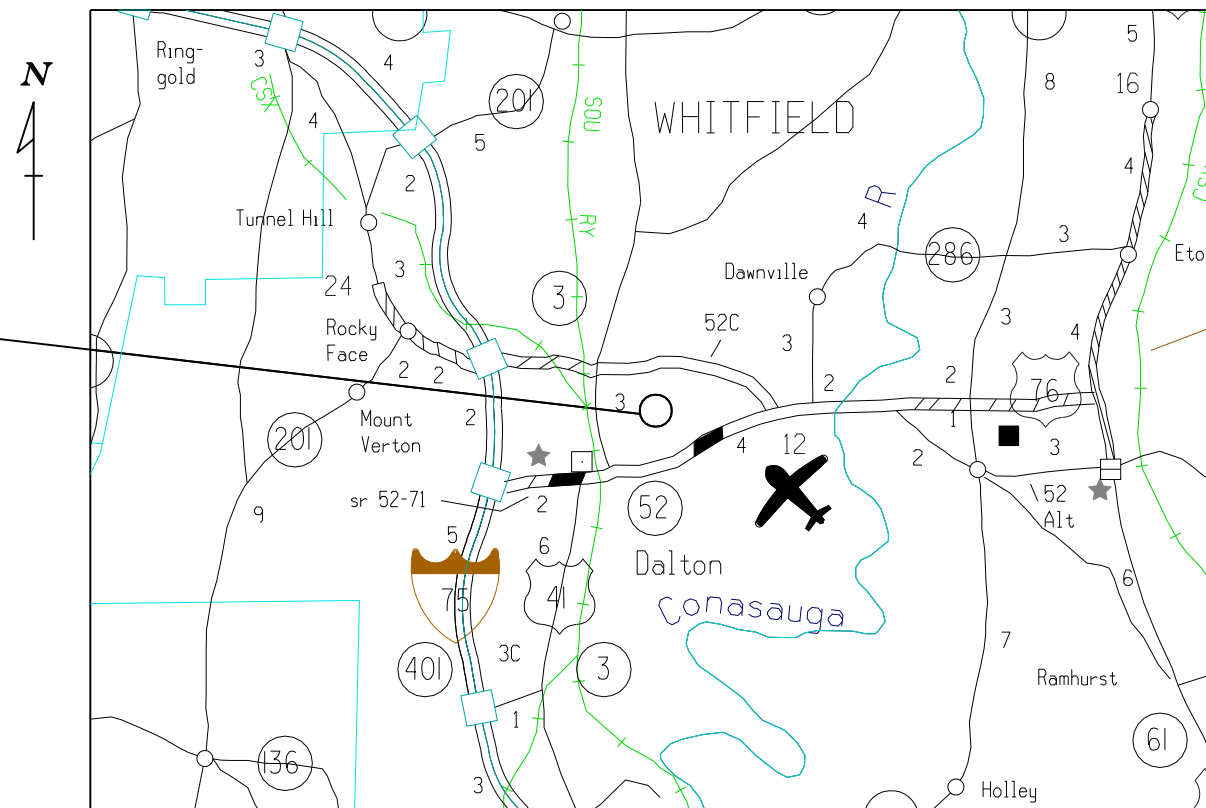 N
Ring-
gold
3
4
CSX
4
201
5
SOU
RY
WHITFIELD
8
5
16
4
2
Tunnel Hill
R
4
286
3
Eto
24
3
3
Dawnville
Rocky
Face
52C
3
3
4
2
2
2
3
2
2
76
201
Mount
Verton
4
12
1
2
3
sr 52-71
2
52
52
Alt
9
5
6
75
41
Dalton
Conasauga
6
401
3C
3
7
Ramhurst
1
136
3
61
Holley